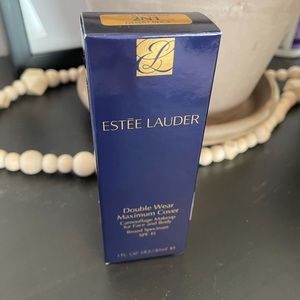 2N1
ESTĒE LAUDER
Double Wear
Maximum Cover
Camouflage Makeup
for Face and Body
Broad Spectrum
SPF 15